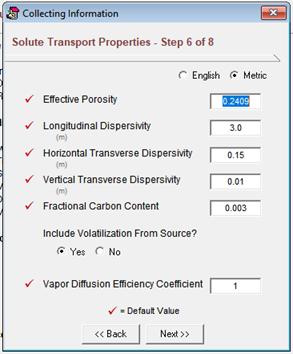 Collecting Information
Solute Transport Properties - Step 6 of 8
English Metric
Effective Porosity 0.2409
Longitudinal Dispersivity 3.0
(m)
Horizontal Transverse Dispersivity 0.15
(m)
Vertical Transverse Dispersivity 0.01
(m)
Fractional Carbon Content 0.003
Include Volatilization From Source?
Yes No
Vapor Diffusion Efficiency Coefficient 1
= Default Value
<< Back Next >>